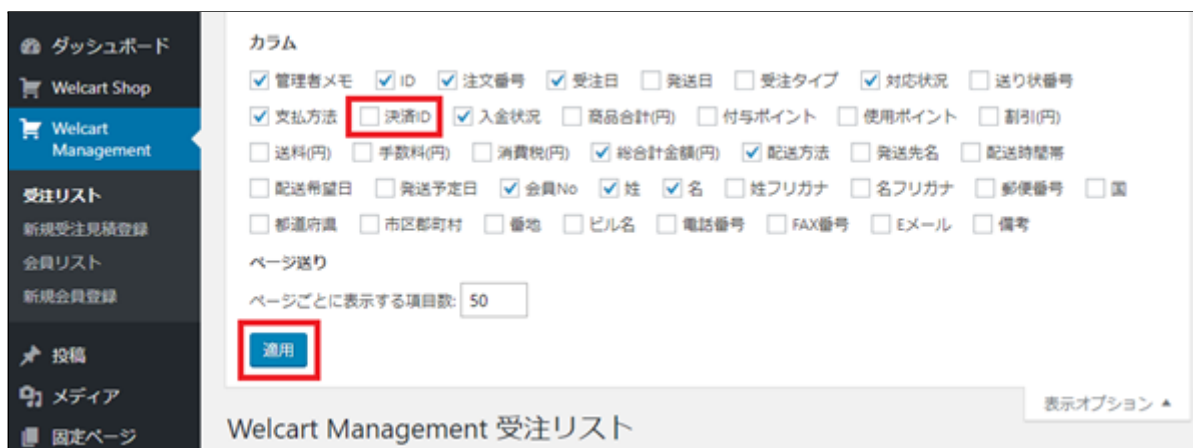 ダッシュボード
Welcart Shop
Welcart
Management
受注リスト
新規受注見積登録
会員リスト
新規会員登録
投稿
メディア
固定ページ
カラム
管理者メモ ID 注文番号 受注日 発送日 受注タイプ 対応状況 送り状番号
支払方法 決済ID 入金状況 商品合計(円) 付与ポイント 使用ポイント 割引(円)
送料(円) 手数料(円) 消費税(円) 総合計金額(円) 配送方法 発送先名 配送時間帯
配送希望日 発送予定日 会員No 姓 名 姓フリガナ 名フリガナ 郵便番号 国
都道府県 市区郡町村 番地 ビル名 電話番号 FAX番号 Eメール 備考
ページ送り
ページごとに表示する項目数: 50
適用
表示オプション ▲
Welcart Management 受注リスト